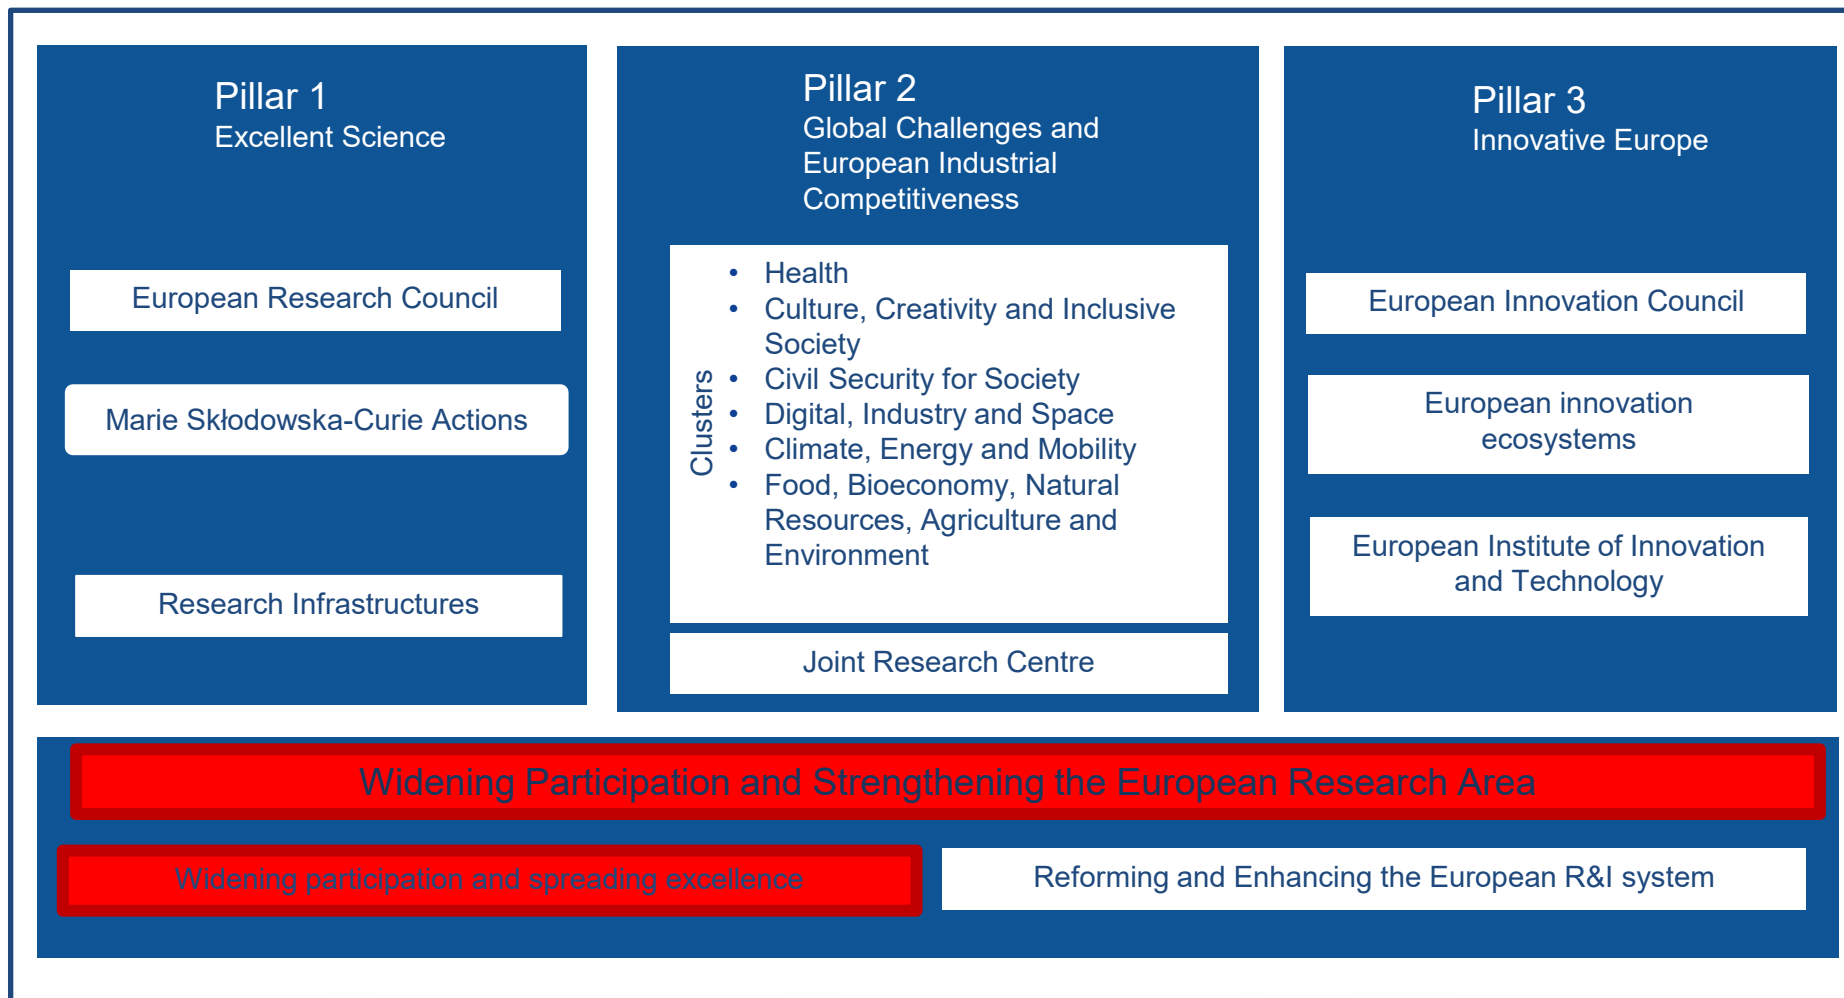 Pillar 1
Excellent Science
European Research Council
Marie Skłodowska-Curie Actions
Research Infrastructures
Pillar 2
Global Challenges and
European Industrial
Competitiveness
Clusters
• Health
• Culture, Creativity and Inclusive
Society
• Civil Security for Society
• Digital, Industry and Space
• Climate, Energy and Mobility
• Food, Bioeconomy, Natural
Resources, Agriculture and
Environment
Joint Research Centre
Pillar 3
Innovative Europe
European Innovation Council
European innovation
ecosystems
European Institute of Innovation
and Technology
Widening Participation and Strengthening the European Research Area
Widening participation and spreading excellence
Reforming and Enhancing the European R&I system